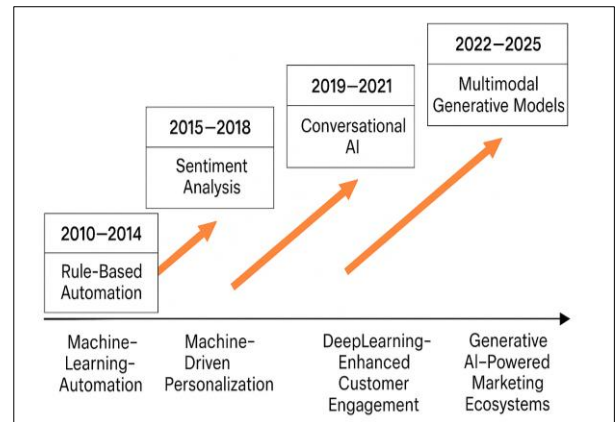 2010–2014
Rule-Based
Automation
2015–2018
Sentiment
Analysis
2019–2021
Conversational
AI
2022–2025
Multimodal
Generative Models
Machine–
Learning-
Automation
Machine–
Driven
Personalization
DeepLearning–
Enhanced
Customer
Engagement
Generative
AI–Powered
Marketing
Ecosystems